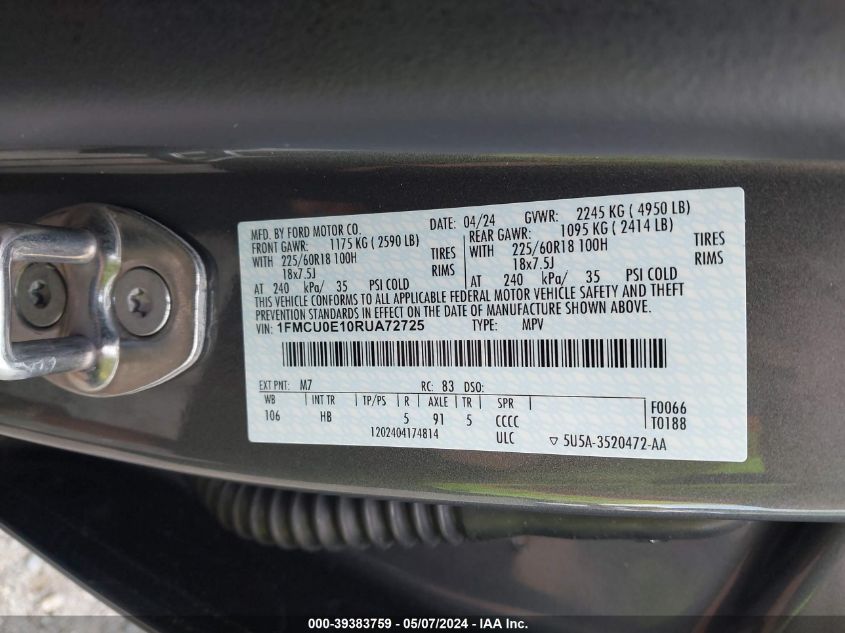 MFD. BY FORD MOTOR CO. DATE: 04/24 GVWR: 2245 KG ( 4950 LB)
FRONT GAWR: 1175 KG ( 2590 LB) REAR GAWR: 1095 KG ( 2414 LB)
WITH 225/60R18 100H TIRES WITH 225/60R18 100H TIRES
18x7.5J RIMS 18x7.5J RIMS
AT 240 kPa/ 35 PSI COLD AT 240 kPa/ 35 PSI COLD
THIS VEHICLE CONFORMS TO ALL APPLICABLE FEDERAL MOTOR VEHICLE SAFETY AND THEFT
PREVENTION STANDARDS IN EFFECT ON THE DATE OF MANUFACTURE SHOWN ABOVE.
VIN: 1FMCU0E10RUA72725 TYPE: MPV
EXT PNT: M7 RC: 83 DSO:
WB INT TR TP/PS R AXLE TR SPR F0066
106 HB 5 91 5 CCCC T0188
1202404174814 ULC ▽ 5U5A-3520472-AA
000-39383759 - 05/07/2024 - IAA Inc.